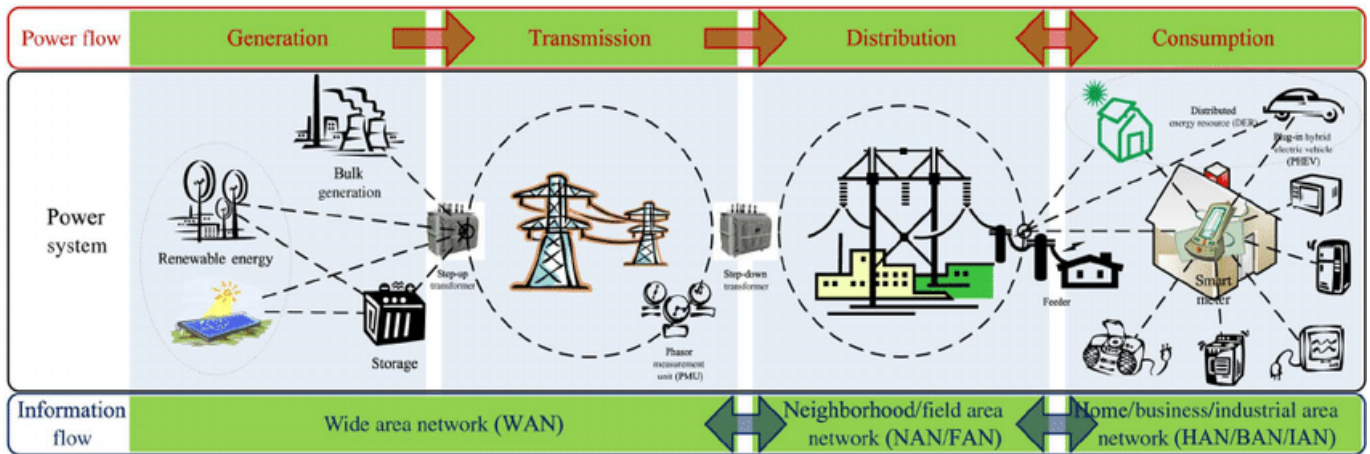 Power flow
Generation
Transmission
Distribution
Consumption
Power
system
Bulk
generation
Renewable energy
Storage
Step-up
transformer
Phasor
measurement
unit (PMU)
Step-down
transformer
Feeder
Distributed
energy resource (DER)
Plug-in hybrid
electric vehicle
(PHEV)
Smart
meter
Information
flow
Wide area network (WAN)
Neighborhood/field area
network (NAN/FAN)
Home/business/industrial area
network (HAN/BAN/IAN)